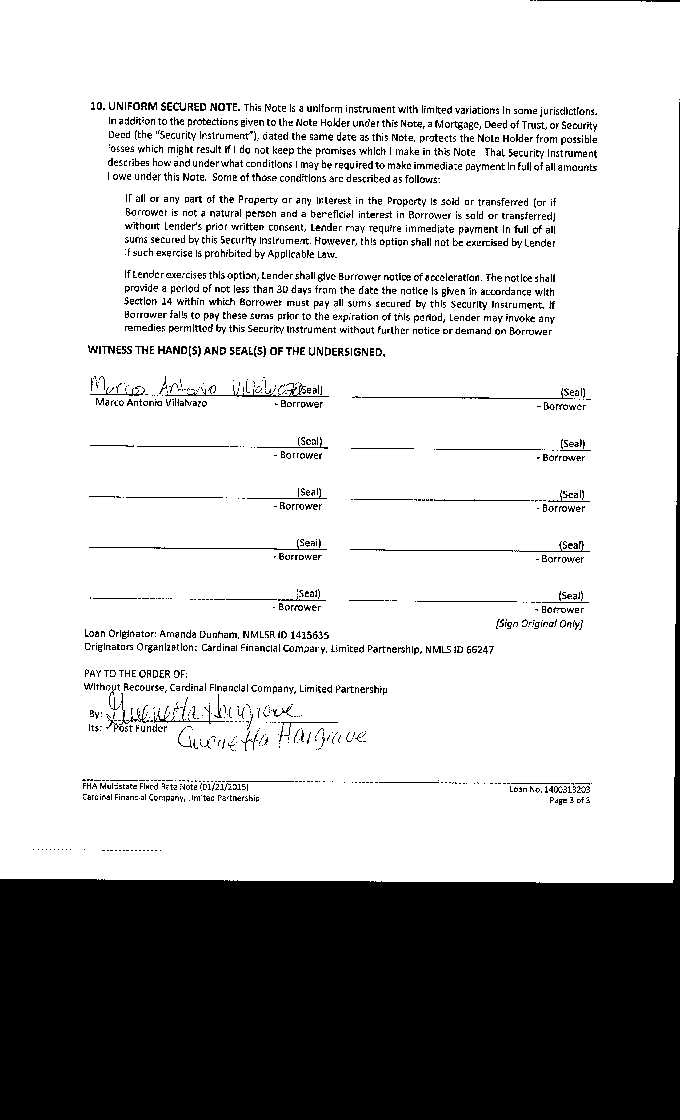 10. UNIFORM SECURED NOTE. This Note is a uniform instrument with limited variations in some jurisdictions.
In addition to the protections given to the Note Holder under this Note, a Mortgage, Deed of Trust, or Security
Deed (the "Security Instrument"), dated the same date as this Note, protects the Note Holder from possible
losses which might result if I do not keep the promises which I make in this Note That Security Instrument
describes how and under what conditions I may be required to make immediate payment in full of all amounts
I owe under this Note. Some of those conditions are described as follows:
If all or any part of the Property or any Interest in the Property is sold or transferred (or if
Borrower is not a natural person and a beneficial interest in Borrower is sold or transferred)
without Lender's prior written consent, Lender may require immediate payment in full of all
sums secured by this Security Instrument. However, this option shall not be exercised by Lender
if such exercise is prohibited by Applicable Law.
If Lender exercises this option, Lender shall give Borrower notice of acceleration. The notice shall
provide a period of not less than 30 days from the date the notice is given in accordance with
Section 14 within which Borrower must pay all sums secured by this Security Instrument. If
Borrower fails to pay these sums prior to the expiration of this period, Lender may invoke any
remedies permitted by this Security Instrument without further notice or demand on Borrower
WITNESS THE HAND(S) AND SEAL(S) OF THE UNDERSIGNED.
Marco Antonio Villalvazo (Seal) (Seal)
Marco Antonio Villalvazo - Borrower - Borrower
(Seal) (Seal)
- Borrower - Borrower
(Seal) (Seal)
- Borrower - Borrower
(Seal) (Seal)
- Borrower - Borrower
(Seal) (Seal)
- Borrower - Borrower
[Sign Original Only]
Loan Originator: Amanda Dunham, NMLSR ID 1415635
Originators Organization: Cardinal Financial Company, Limited Partnership, NMLS ID 66247
PAY TO THE ORDER OF:
Without Recourse, Cardinal Financial Company, Limited Partnership
By: Hargrove
Its: Post Funder
Hargrove
FHA Multistate Fixed Rate Note (01/21/2015) Loan No. 1400313203
Cardinal Financial Company, Limited Partnership Page 3 of 3